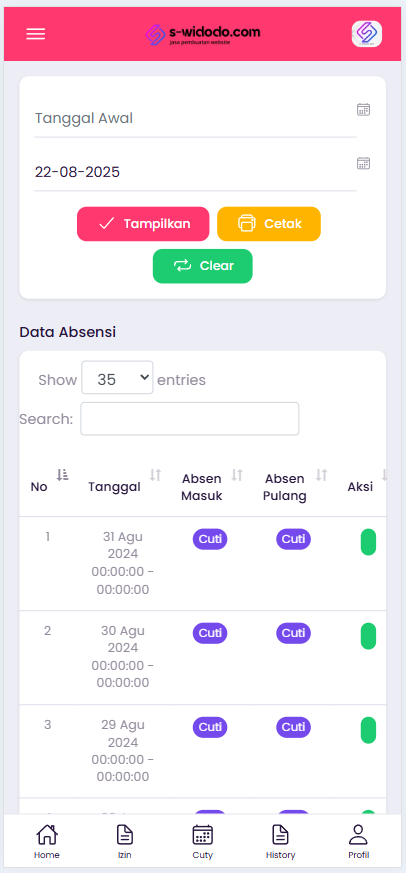 s-widodo.com
jasa pembuatan website
Tanggal Awal
22-08-2025
Tampilkan
Cetak
Clear
Data Absensi
Show 35 entries
Search:
No Tanggal Absen Masuk Absen Pulang Aksi
1 31 Agu 2024 00:00:00 - 00:00:00 Cuti Cuti
2 30 Agu 2024 00:00:00 - 00:00:00 Cuti Cuti
3 29 Agu 2024 00:00:00 - 00:00:00 Cuti Cuti
Home Izin Cuty History Profil